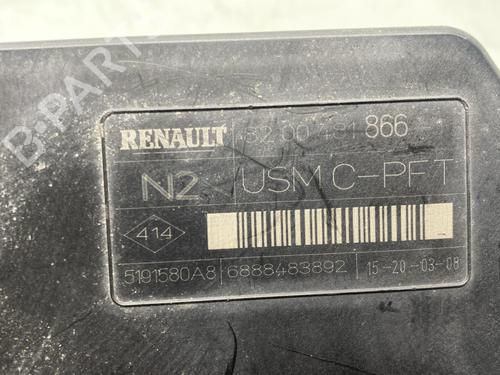 B-PARTS
RENAULT 8200481866
N2 USM C-PFT
414
5191580A8 6888483892 15-20-03-08